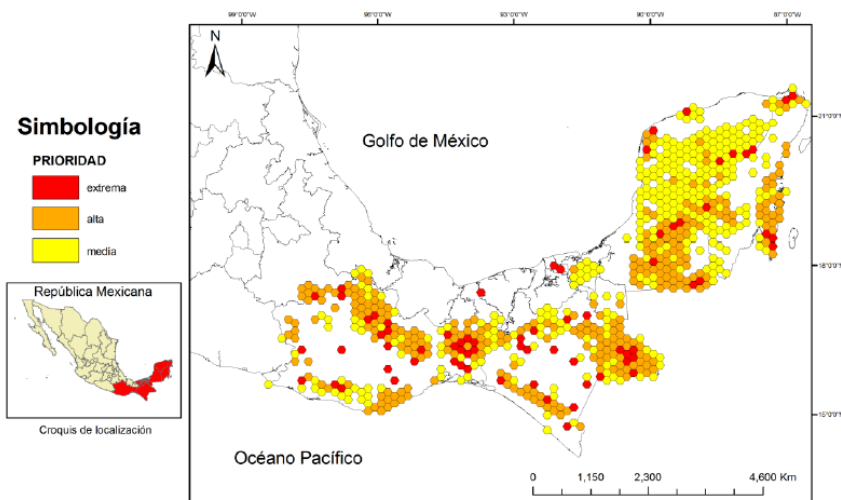 99°0'0"W 96°0'0"W 93°0'0"W 90°0'0"W 87°0'0"W
N
Golfo de México
21°0'0"N
18°0'0"N
15°0'0"N
Simbología
PRIORIDAD
extrema
alta
media
República Mexicana
Croquis de localización
Océano Pacífico
0 1,150 2,300 4,600 Km